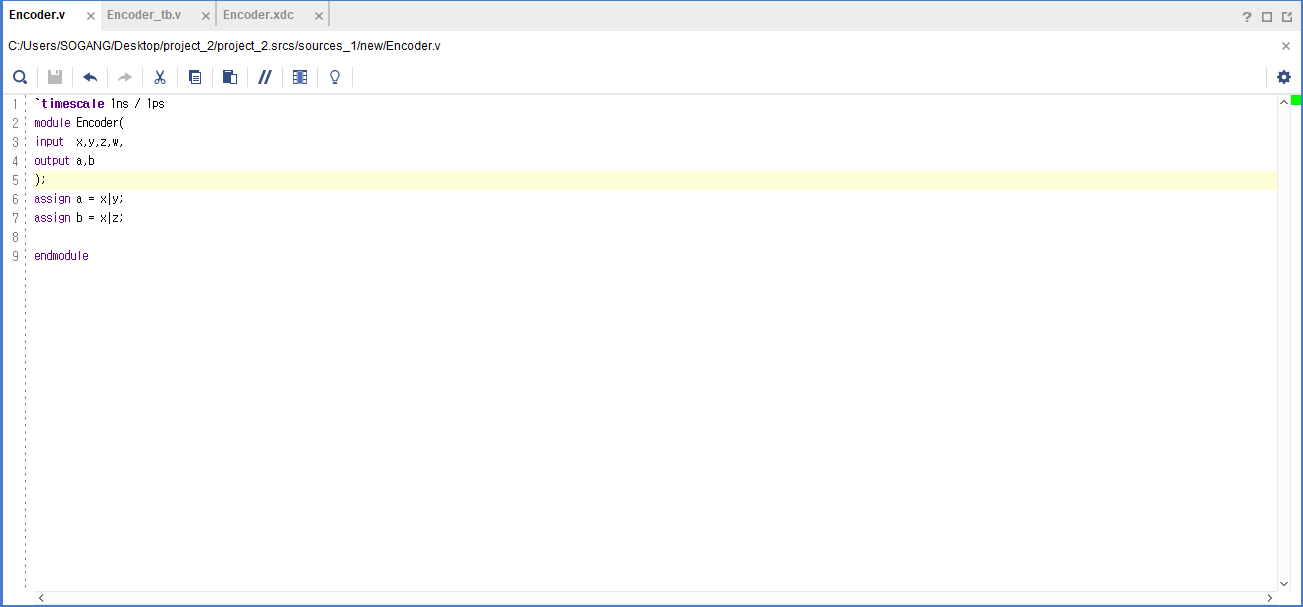 Encoder.v Encoder_tb.v Encoder.xdc
C:/Users/SOGANG/Desktop/project_2/project_2.srcs/sources_1/new/Encoder.v
1 `timescale 1ns / 1ps
2 module Encoder(
3 input  x,y,z,w,
4 output a,b
5 );
6 assign a = x|y;
7 assign b = x|z;
8
9 endmodule